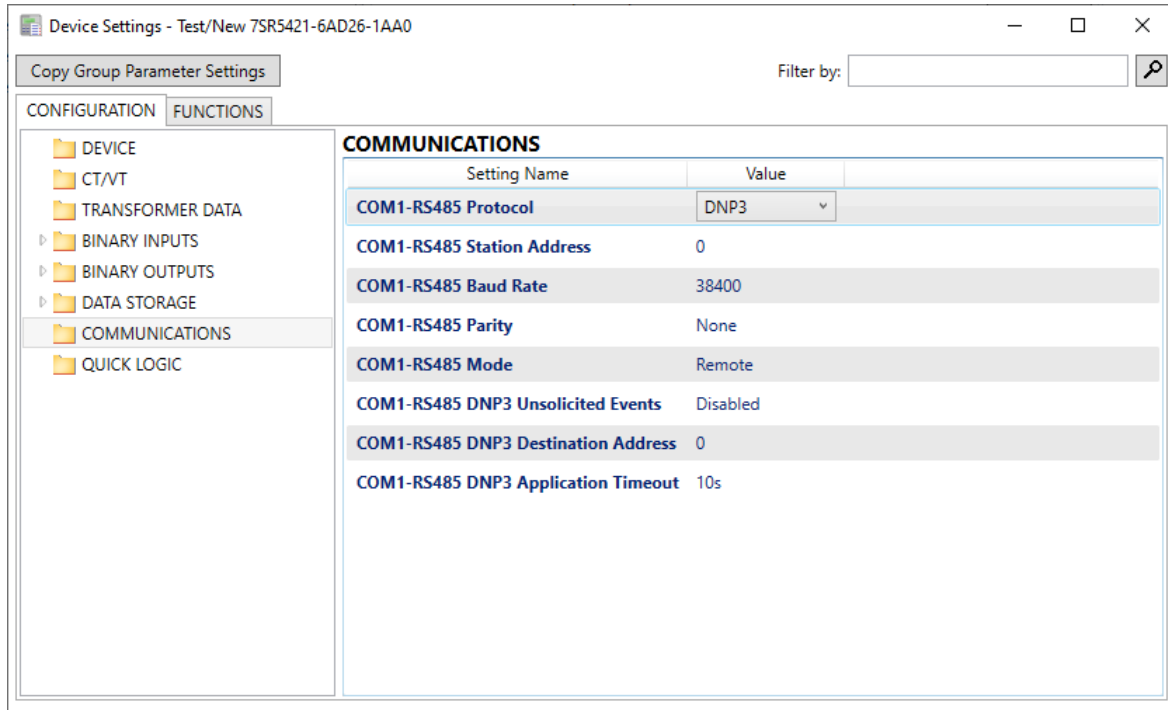 Device Settings - Test/New 7SR5421-6AD26-1AA0
Copy Group Parameter Settings
Filter by:
CONFIGURATION FUNCTIONS
DEVICE
CT/VT
TRANSFORMER DATA
BINARY INPUTS
BINARY OUTPUTS
DATA STORAGE
COMMUNICATIONS
QUICK LOGIC
COMMUNICATIONS
Setting Name Value
COM1-RS485 Protocol DNP3
COM1-RS485 Station Address 0
COM1-RS485 Baud Rate 38400
COM1-RS485 Parity None
COM1-RS485 Mode Remote
COM1-RS485 DNP3 Unsolicited Events Disabled
COM1-RS485 DNP3 Destination Address 0
COM1-RS485 DNP3 Application Timeout 10s